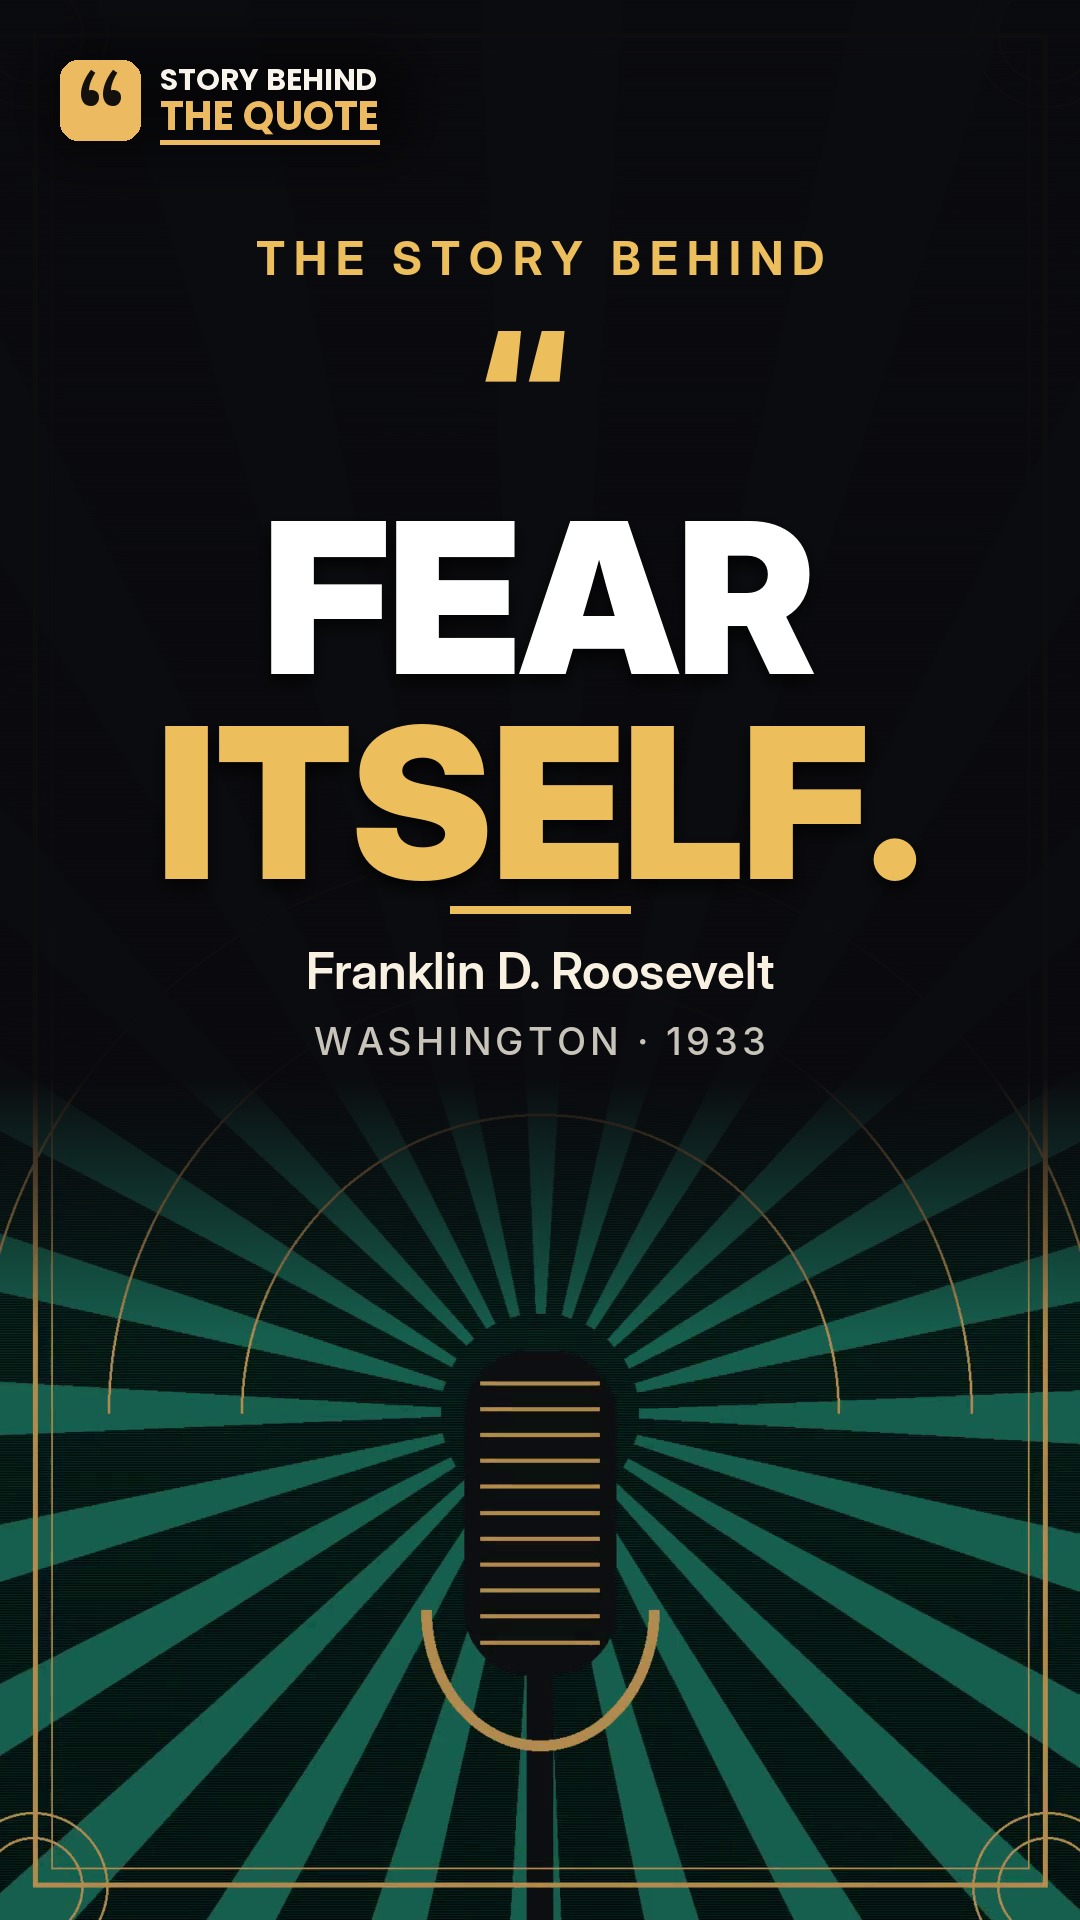 “
STORY BEHIND
THE QUOTE
THE STORY BEHIND
"
FEAR
ITSELF.
Franklin D. Roosevelt
WASHINGTON · 1933